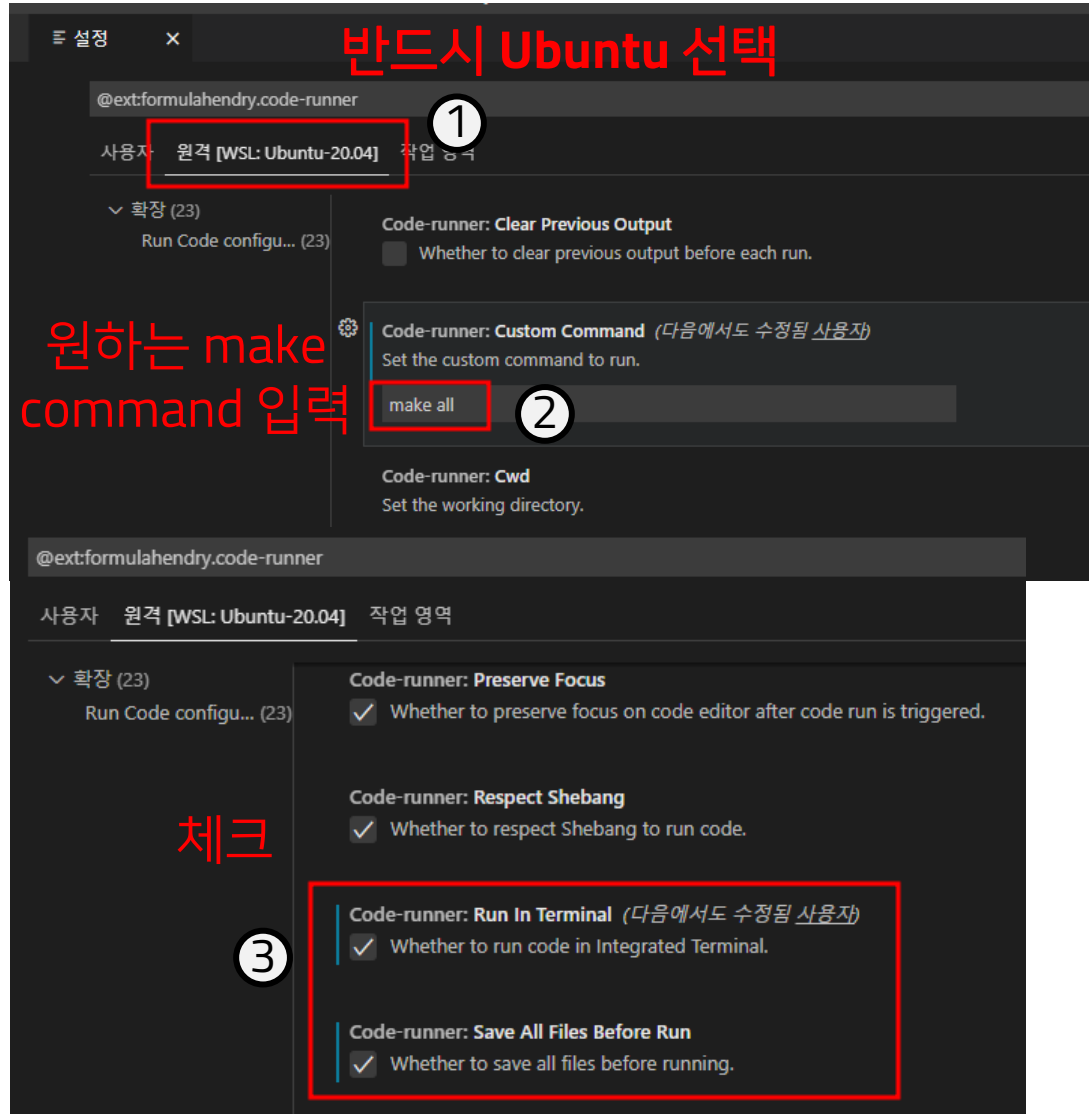 설정
반드시 Ubuntu 선택
@ext:formulahendry.code-runner
①
사용자 원격 [WSL: Ubuntu-20.04] 작업 영역
확장 (23)
Run Code configu... (23)
Code-runner: Clear Previous Output
Whether to clear previous output before each run.
원하는 make
command 입력
Code-runner: Custom Command (다음에서도 수정됨 사용자)
Set the custom command to run.
make all
②
Code-runner: Cwd
Set the working directory.
@ext:formulahendry.code-runner
사용자 원격 [WSL: Ubuntu-20.04] 작업 영역
확장 (23)
Run Code configu... (23)
Code-runner: Preserve Focus
Whether to preserve focus on code editor after code run is triggered.
Code-runner: Respect Shebang
Whether to respect Shebang to run code.
체크
③
Code-runner: Run In Terminal (다음에서도 수정됨 사용자)
Whether to run code in Integrated Terminal.
Code-runner: Save All Files Before Run
Whether to save all files before running.